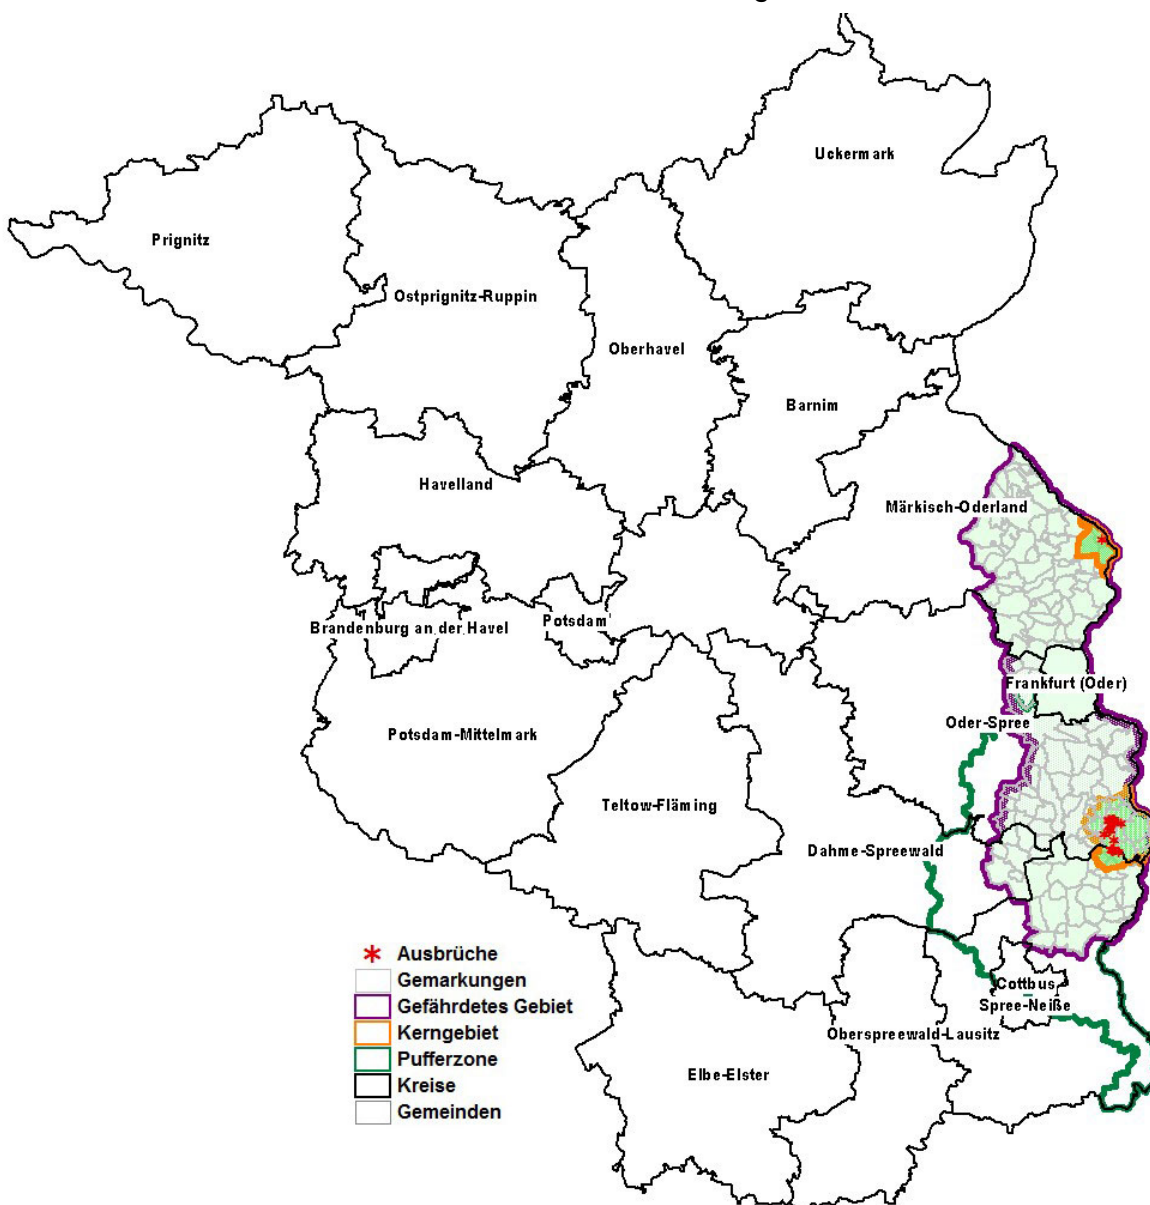 Uckermark
Prignitz
Ostprignitz-Ruppin
Oberhavel
Barnim
Havelland
Märkisch-Oderland
Brandenburg an der Havel
Potsdam
Frankfurt (Oder)
Oder-Spree
Potsdam-Mittelmark
Teltow-Fläming
Dahme-Spreewald
Cottbus
Spree-Neiße
Oberspreewald-Lausitz
Elbe-Elster
Ausbrüche
Gemarkungen
Gefährdetes Gebiet
Kerngebiet
Pufferzone
Kreise
Gemeinden